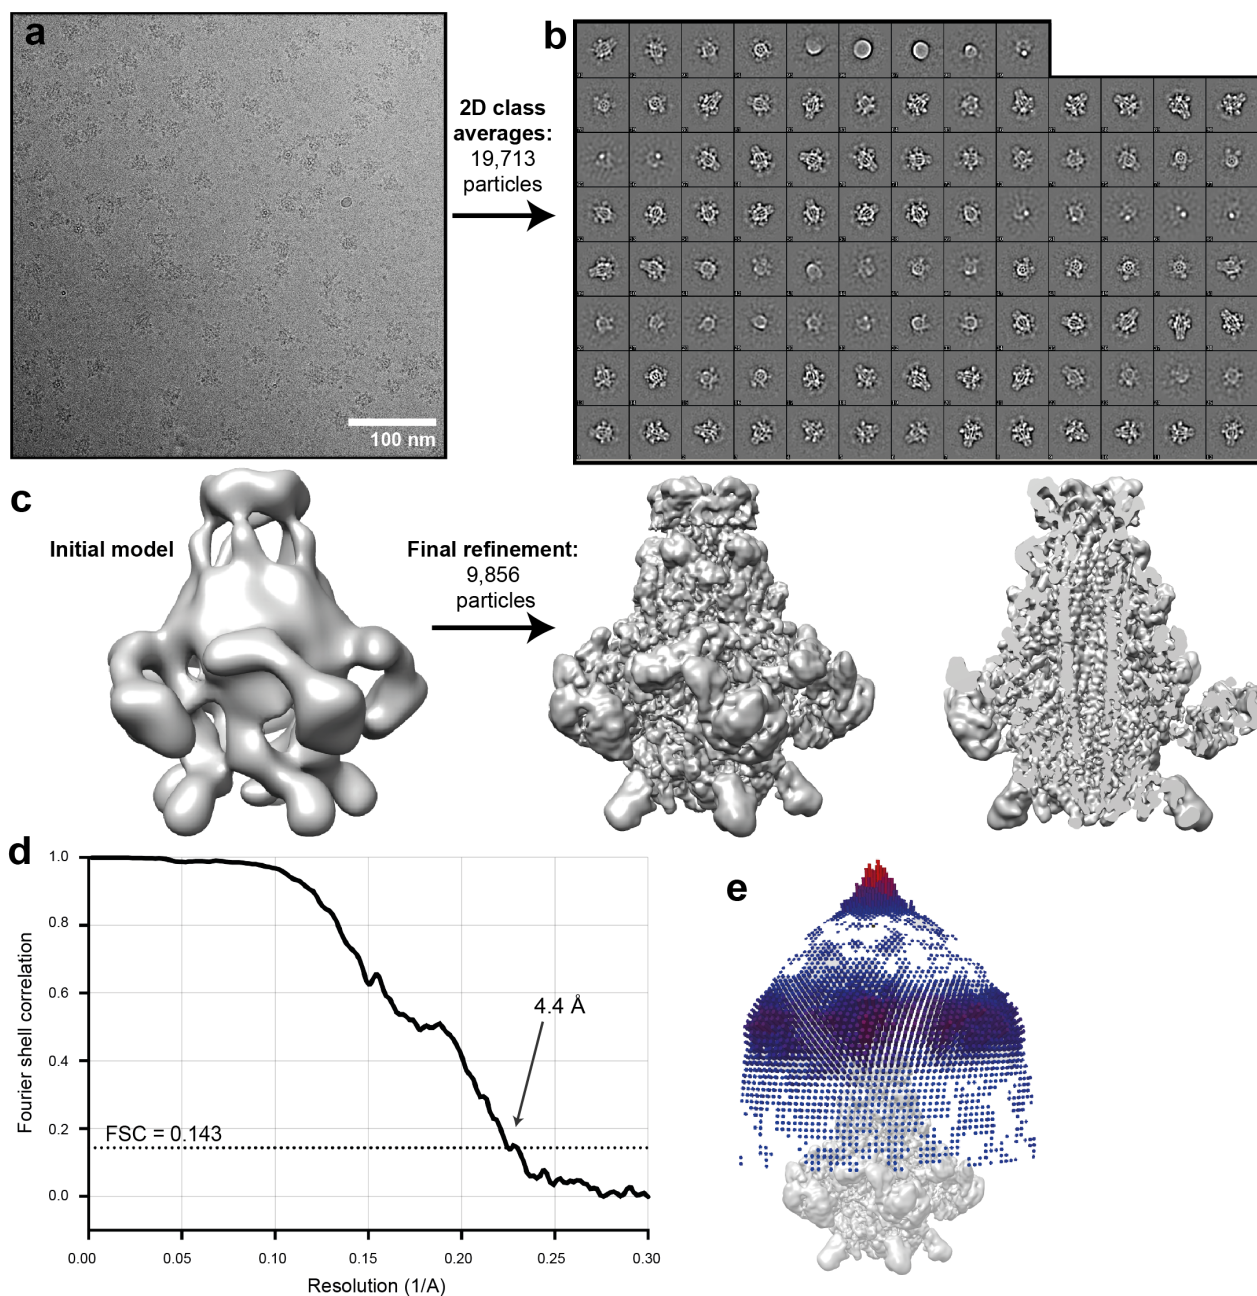 a
100 nm
2D class
averages:
19,713
particles
b
c
Initial model
Final refinement:
9,856
particles
d
1.0
0.8
0.6
0.4
0.2
0.0
Fourier shell correlation
4.4 Å
FSC = 0.143
0.00 0.05 0.10 0.15 0.20 0.25 0.30
Resolution (1/A)
e